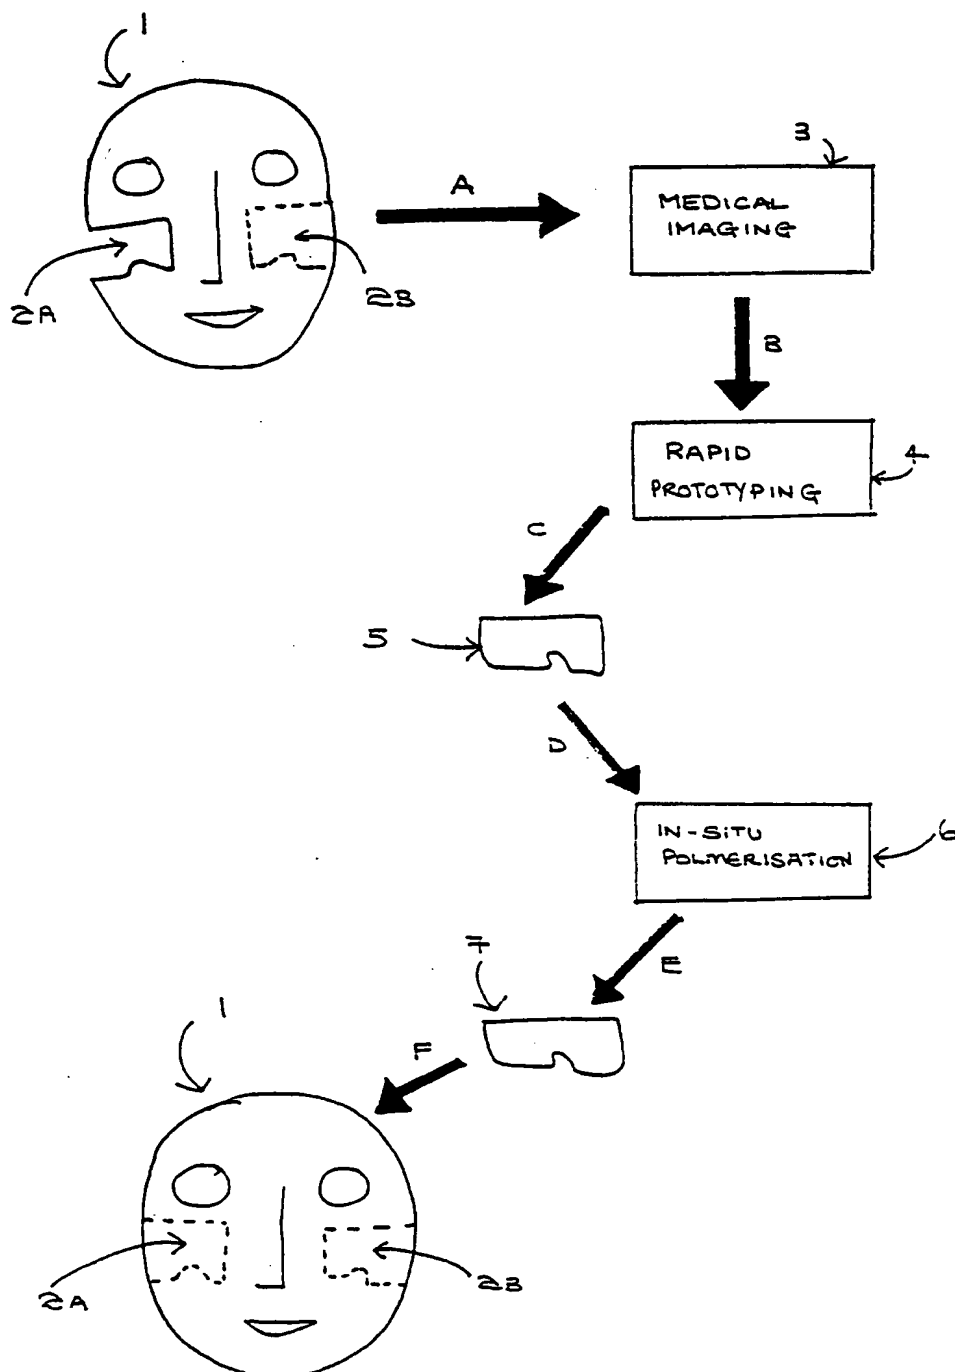 1
A
3
MEDICAL
IMAGING
2A
2B
B
RAPID
PROTOTYPING
4
C
5
D
IN-SITU
POLMERISATION
6
E
7
F
1
2A
2B